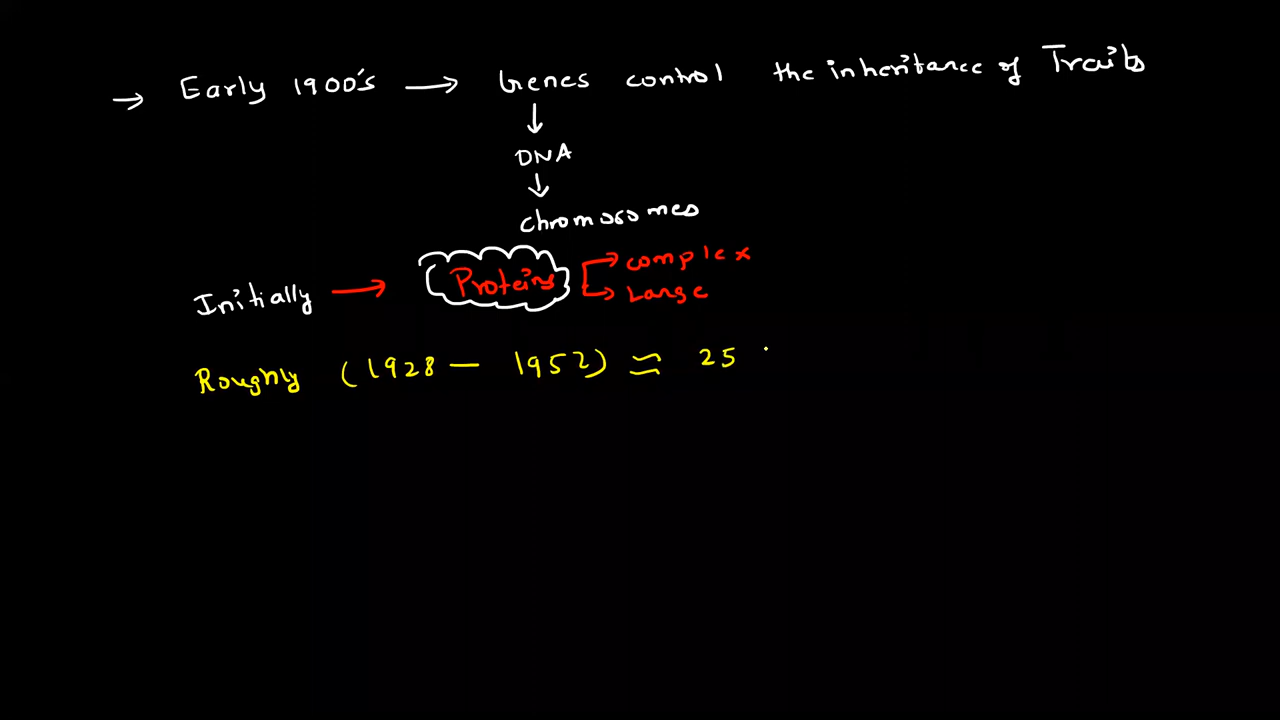 → Early 1900's → Genes control the inheritance of Traits
↓
DNA
↓
chromosomes
Initially → Proteins → complex
→ Large
Roughly (1928 — 1952) ≈ 25